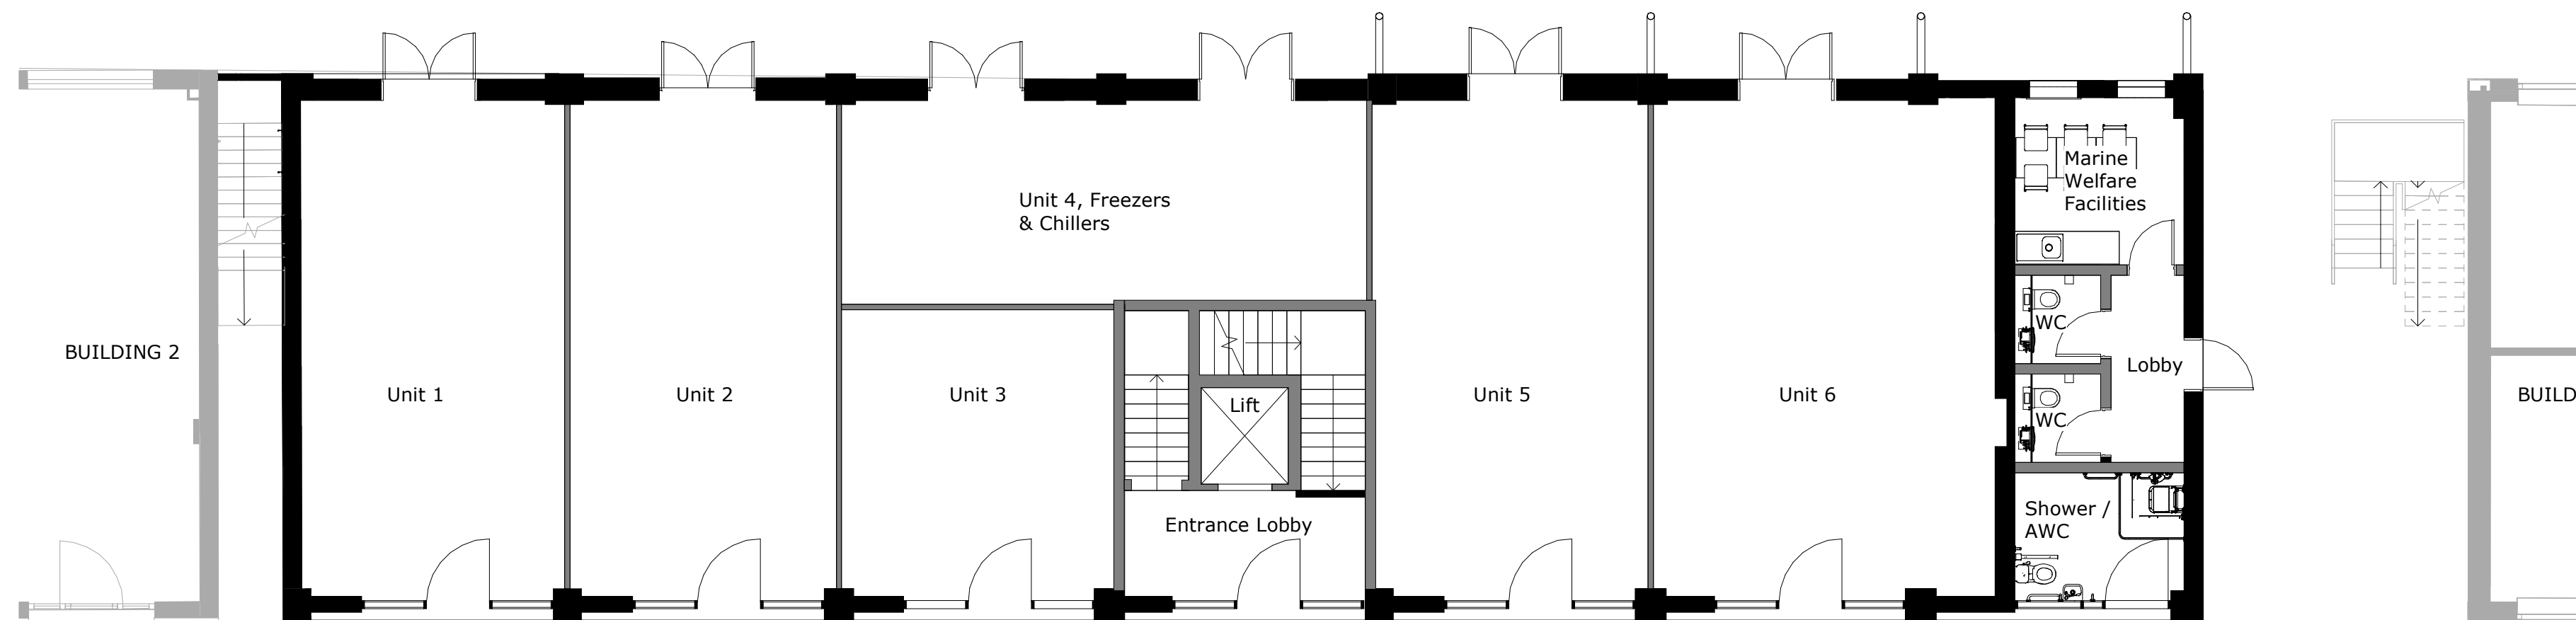 Marine
Welfare
Facilities
Unit 4, Freezers
& Chillers
WC
BUILDING 2
Lobby
Unit 1
Unit 2
Unit 3
Lift
Unit 5
Unit 6
BUILD
WC
Entrance Lobby
Shower /
AWC